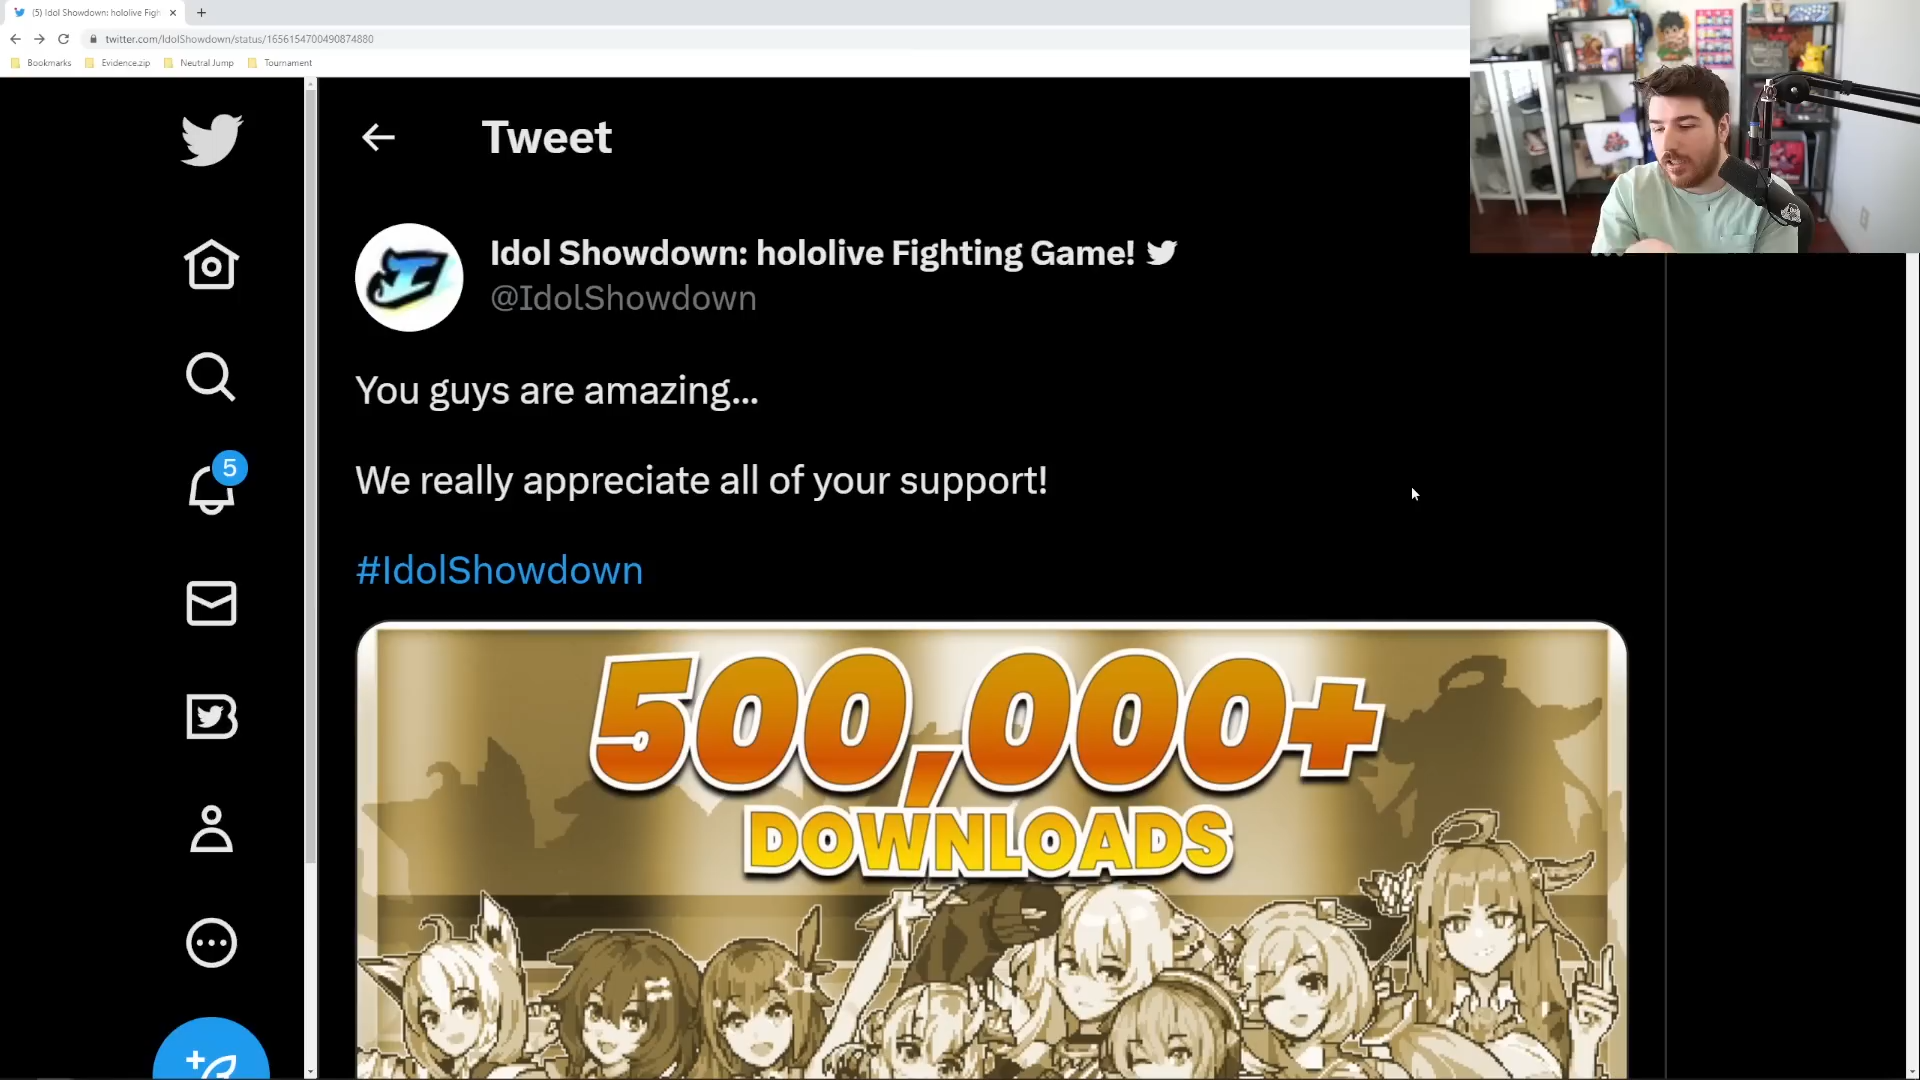 (5) Idol Showdown: hololive Figh
twitter.com/IdolShowdown/status/1656154700490874880
Bookmarks Evidence.zip Neutral Jump Tournament
Tweet
Idol Showdown: hololive Fighting Game!
@IdolShowdown
You guys are amazing...
We really appreciate all of your support!
#IdolShowdown
5
500,000+
DOWNLOADS